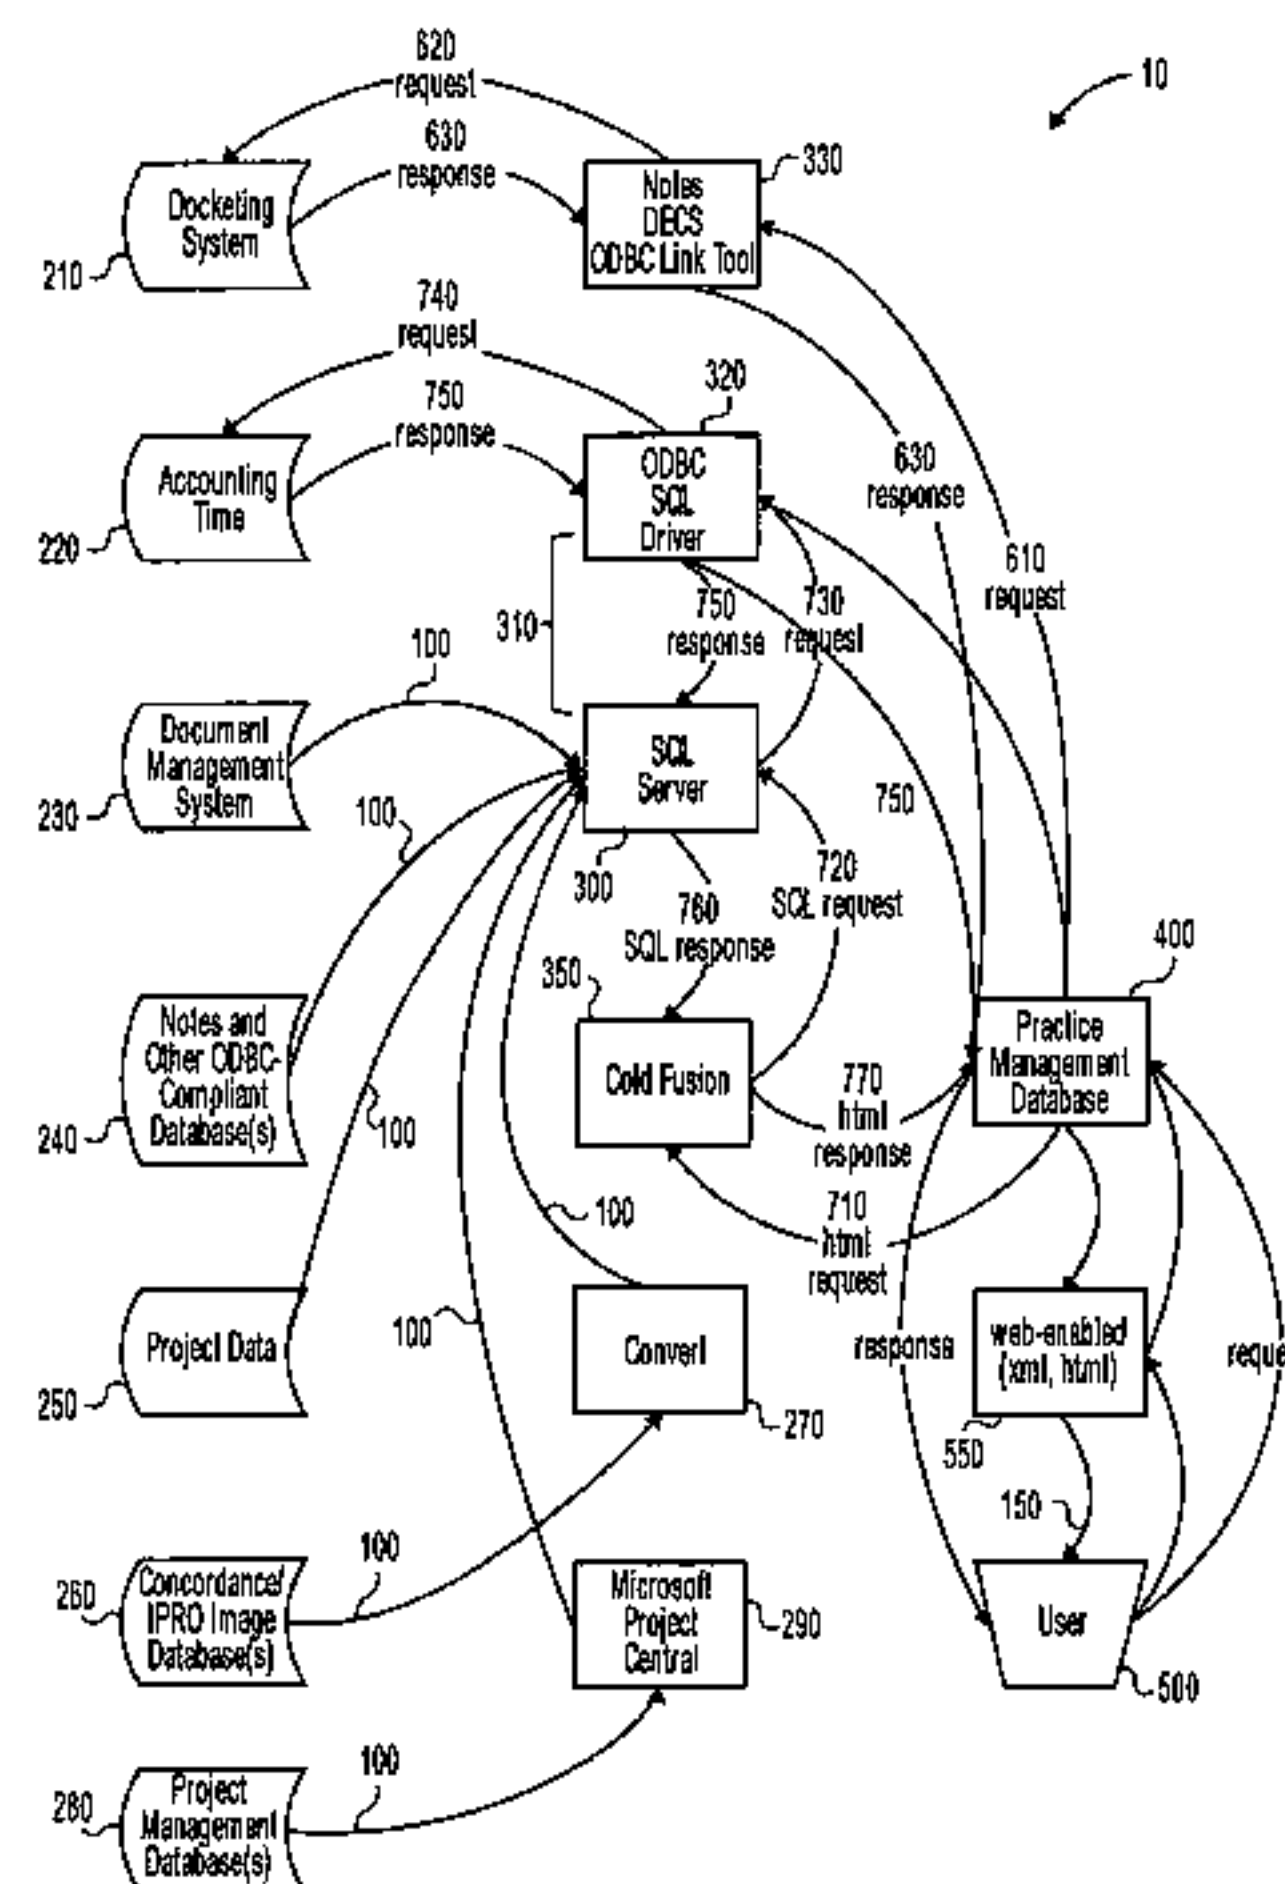 620
request
10
630
response
330
Notes
DECS
ODBC Link Tool
Docketing
System
210
740
request
320
750
response
ODBC
SQL
Driver
630
response
Accounting
Time
220
610
request
310
750
response
730
request
100
Document
Management
System
SQL
Server
750
230
100
300
720
SQL request
760
SQL response
400
350
Notes and
Other ODBC-
Compliant
Database(s)
Practice
Management
Database
Cold Fusion
770
html
response
240
100
100
710
html
request
100
Project Data
Convert
response
web-enabled
(xml, html)
reque
250
270
550
150
100
Concordance/
IPRO Image
Database(s)
260
Microsoft
Project
Central
290
User
500
100
Project
Management
Database(s)
280